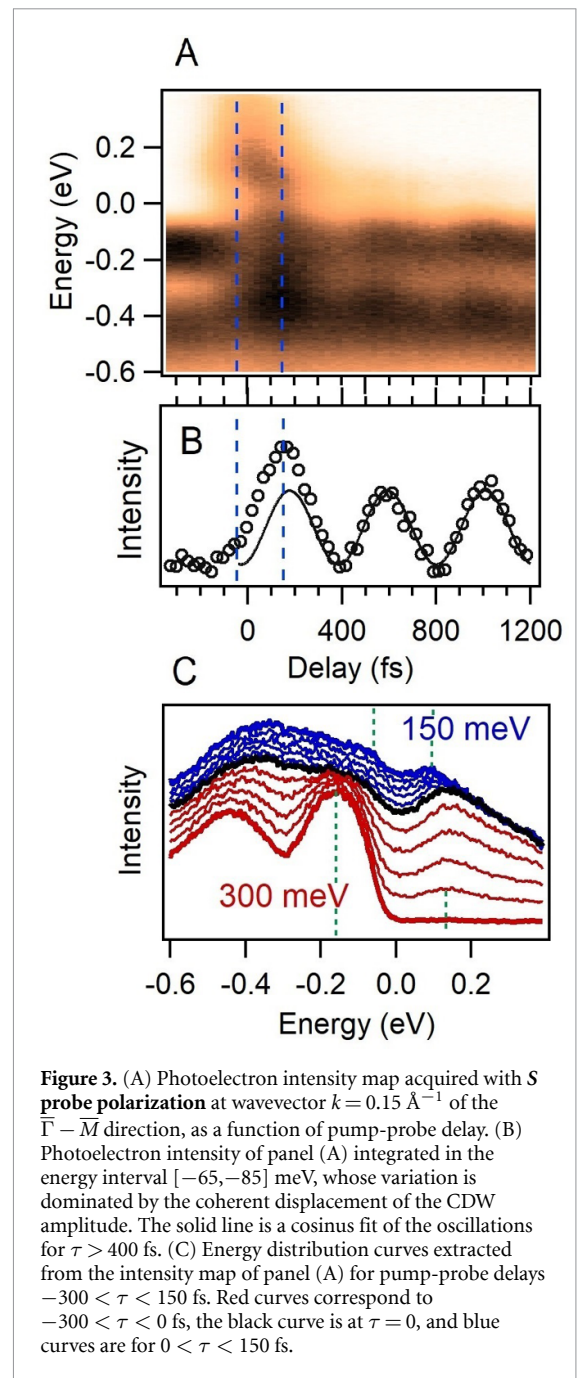 A
0.2
0.0
-0.2
-0.4
-0.6
Energy (eV)
B
Intensity
0 400 800 1200
Delay (fs)
C
150 meV
300 meV
Intensity
-0.6 -0.4 -0.2 0.0 0.2
Energy (eV)
Figure 3. (A) Photoelectron intensity map acquired with S
probe polarization at wavevector k = 0.15 Å⁻¹ of the
Γ̅ − M̅ direction, as a function of pump-probe delay. (B)
Photoelectron intensity of panel (A) integrated in the
energy interval [−65,−85] meV, whose variation is
dominated by the coherent displacement of the CDW
amplitude. The solid line is a cosinus fit of the oscillations
for τ > 400 fs. (C) Energy distribution curves extracted
from the intensity map of panel (A) for pump-probe delays
−300 < τ < 150 fs. Red curves correspond to
−300 < τ < 0 fs, the black curve is at τ = 0, and blue
curves are for 0 < τ < 150 fs.